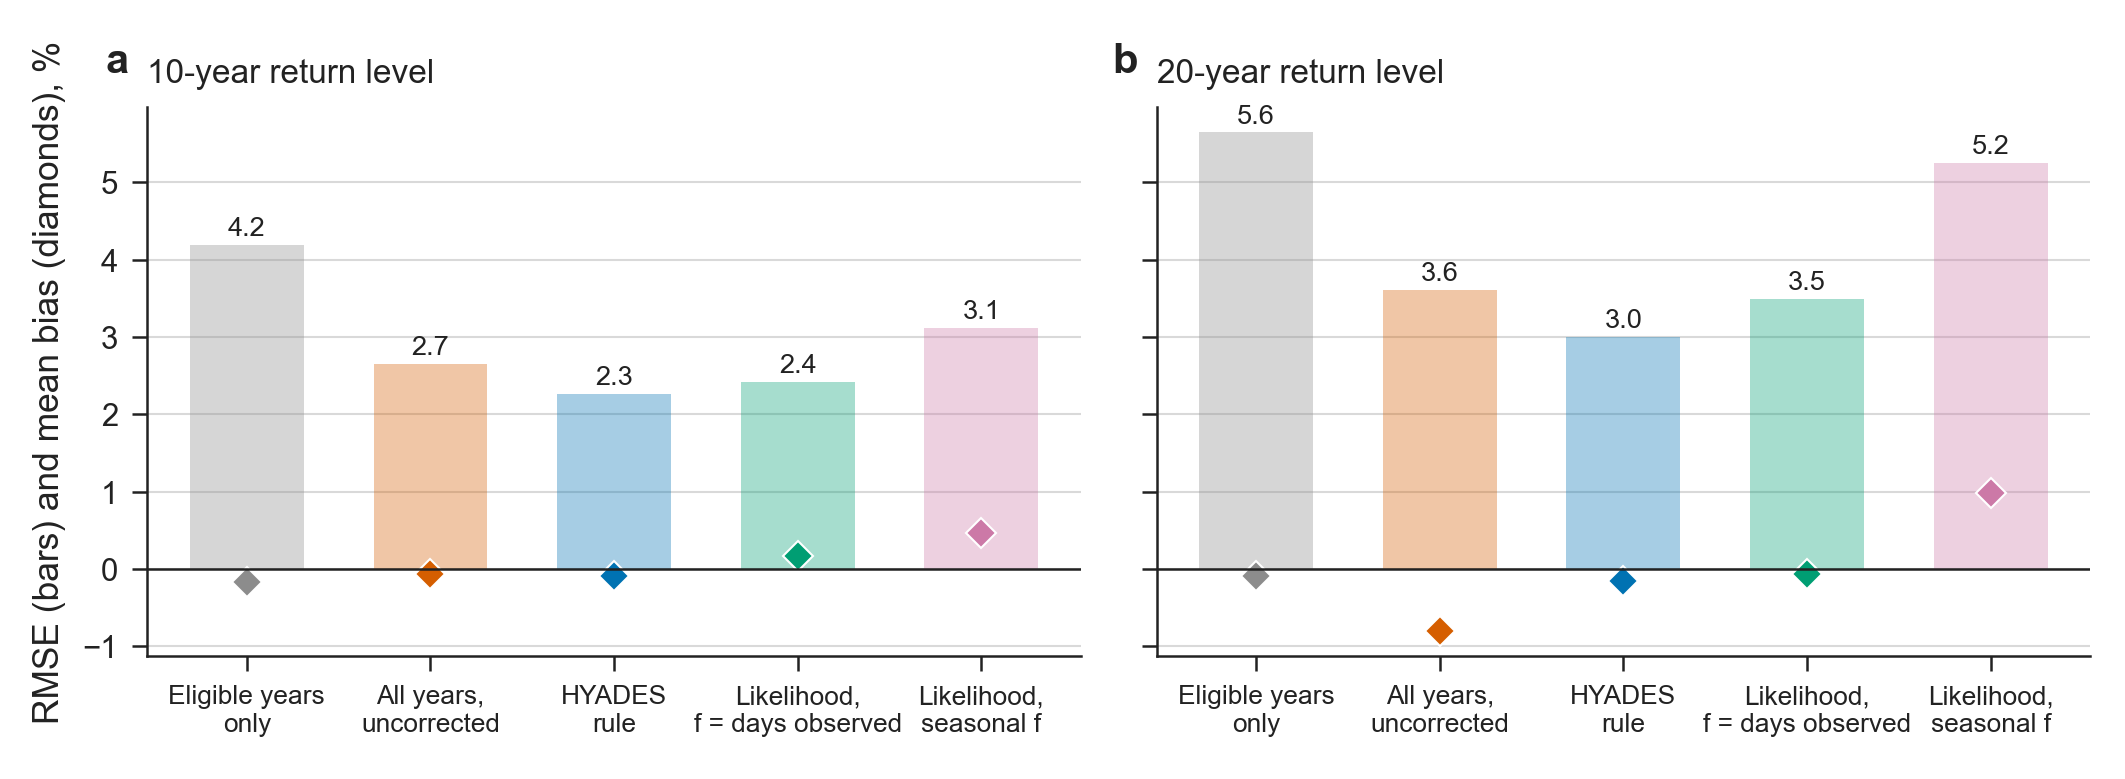 RMSE (bars) and mean bias (diamonds), %
a
10-year return level
5
4
3
2
1
0
−1
4.2
2.7
2.3
2.4
3.1
Eligible years
only
All years,
uncorrected
HYADES
rule
Likelihood,
f = days observed
Likelihood,
seasonal f
b
20-year return level
5.6
3.6
3.0
3.5
5.2
Eligible years
only
All years,
uncorrected
HYADES
rule
Likelihood,
f = days observed
Likelihood,
seasonal f